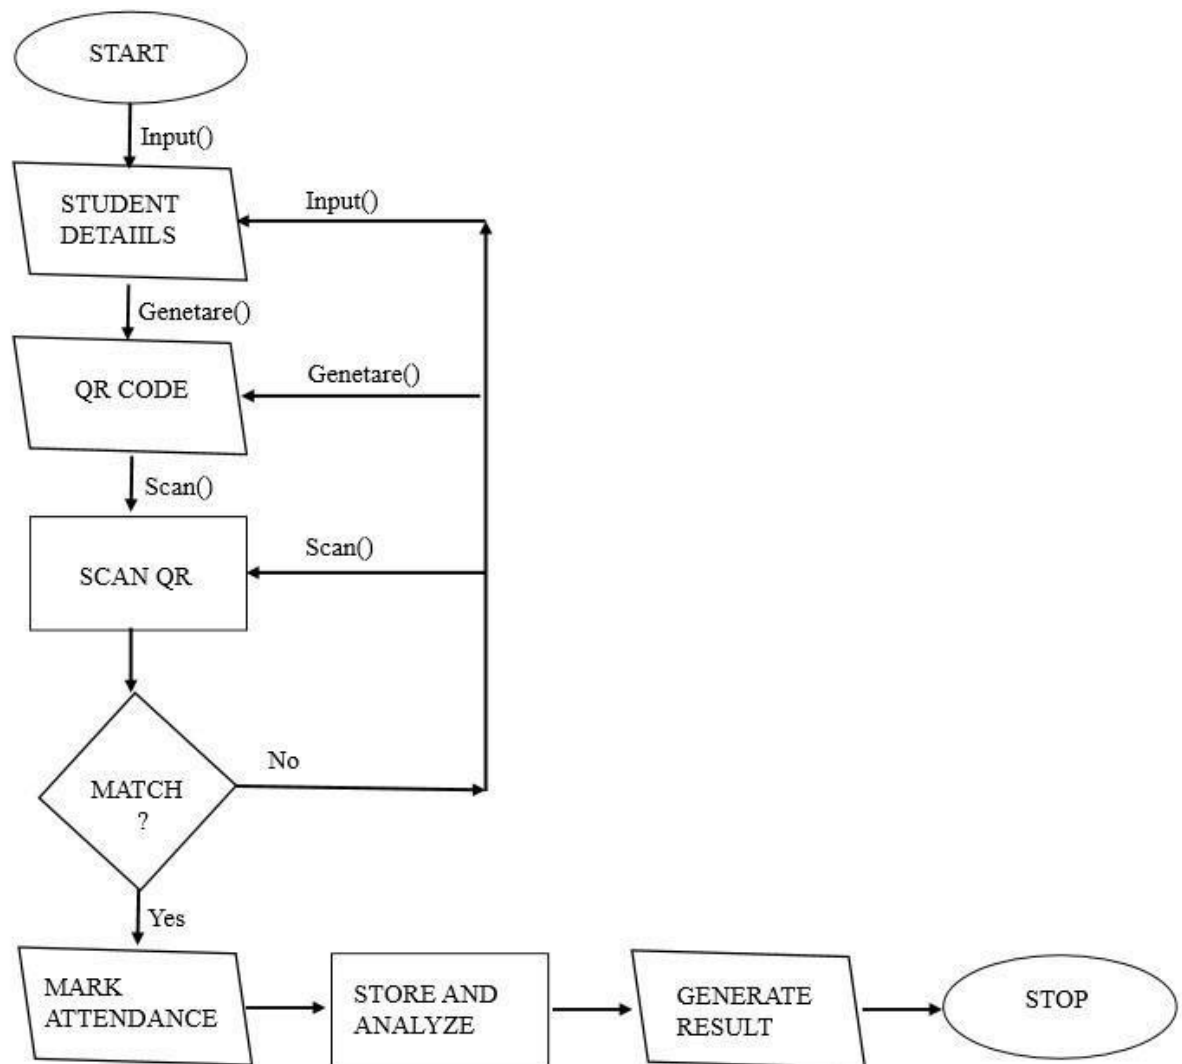 START
Input()
STUDENT
DETAIILS
Input()
Genetare()
QR CODE
Genetare()
Scan()
SCAN QR
Scan()
MATCH
?
No
Yes
MARK
ATTENDANCE
STORE AND
ANALYZE
GENERATE
RESULT
STOP